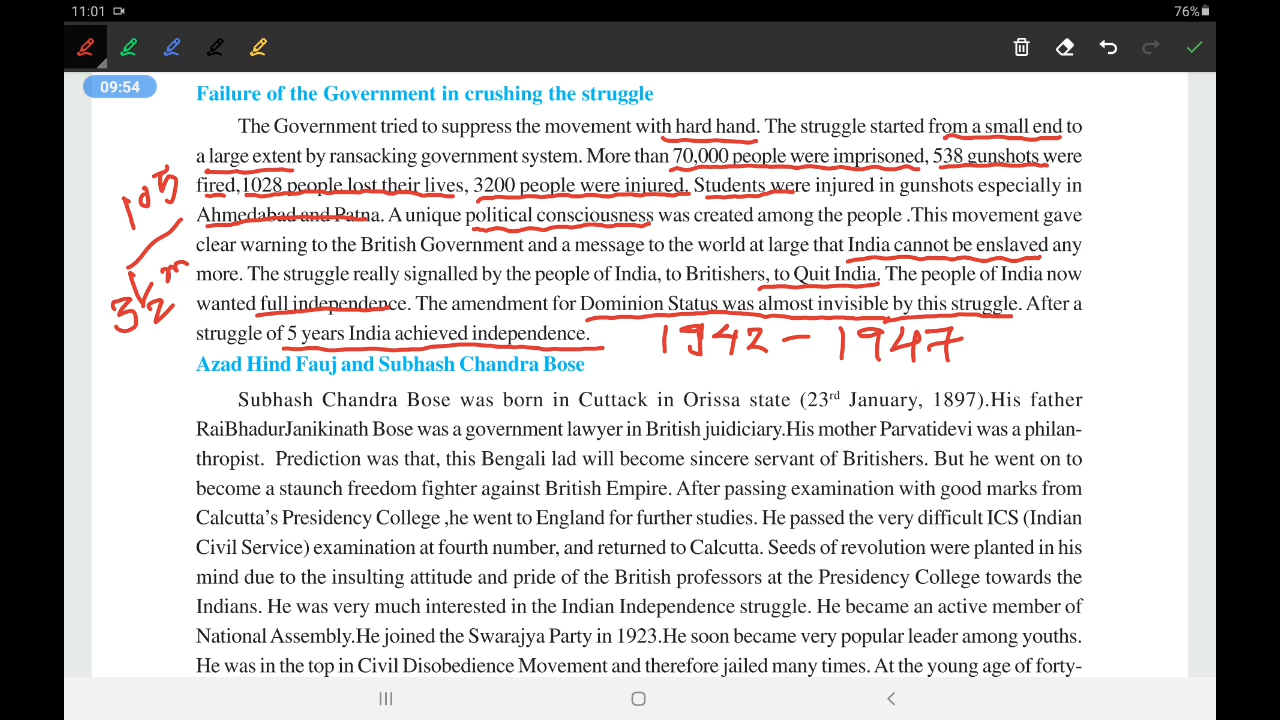 11:01
76%
09:54
Failure of the Government in crushing the struggle
The Government tried to suppress the movement with hard hand. The struggle started from a small end to
a large extent by ransacking government system. More than 70,000 people were imprisoned, 538 gunshots were
fired, 1028 people lost their lives, 3200 people were injured. Students were injured in gunshots especially in
Ahmedabad and Patna. A unique political consciousness was created among the people .This movement gave
clear warning to the British Government and a message to the world at large that India cannot be enslaved any
more. The struggle really signalled by the people of India, to Britishers, to Quit India. The people of India now
wanted full independence. The amendment for Dominion Status was almost invisible by this struggle. After a
struggle of 5 years India achieved independence.
1942 - 1947
Azad Hind Fauj and Subhash Chandra Bose
Subhash Chandra Bose was born in Cuttack in Orissa state (23rd January, 1897).His father
RaiBhadurJanikinath Bose was a government lawyer in British juidiciary.His mother Parvatidevi was a philan-
thropist. Prediction was that, this Bengali lad will become sincere servant of Britishers. But he went on to
become a staunch freedom fighter against British Empire. After passing examination with good marks from
Calcutta's Presidency College ,he went to England for further studies. He passed the very difficult ICS (Indian
Civil Service) examination at fourth number, and returned to Calcutta. Seeds of revolution were planted in his
mind due to the insulting attitude and pride of the British professors at the Presidency College towards the
Indians. He was very much interested in the Indian Independence struggle. He became an active member of
National Assembly.He joined the Swarajya Party in 1923.He soon became very popular leader among youths.
He was in the top in Civil Disobedience Movement and therefore jailed many times. At the young age of forty-